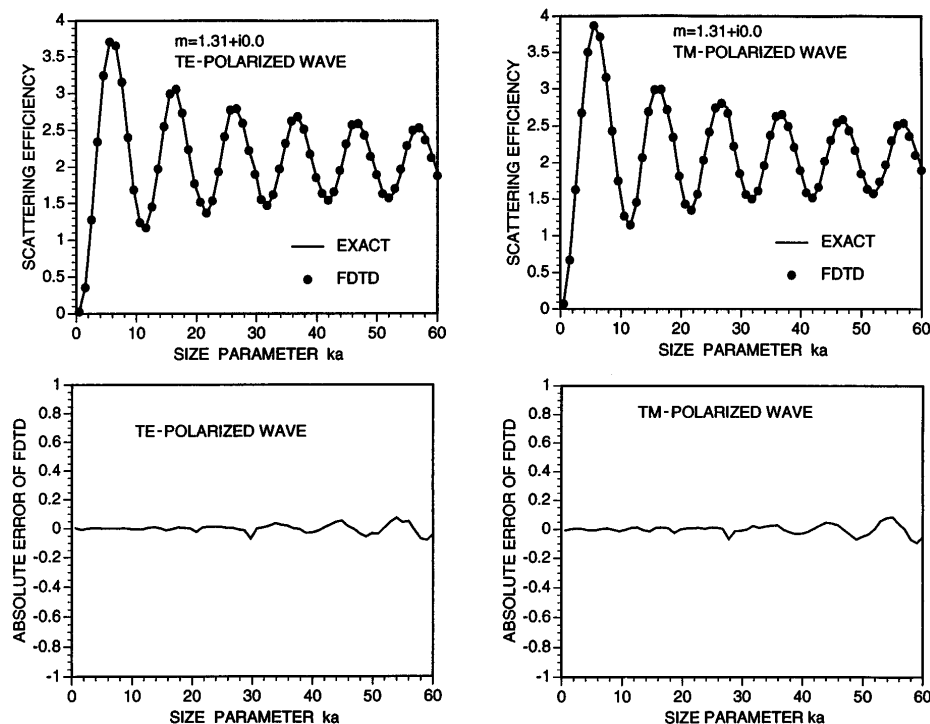 4
3.5
3
2.5
2
1.5
1
0.5
0
SCATTERING EFFICIENCY
m=1.31+i0.0
TE-POLARIZED WAVE
EXACT
FDTD
0 10 20 30 40 50 60
SIZE PARAMETER ka
4
3.5
3
2.5
2
1.5
1
0.5
0
SCATTERING EFFICIENCY
m=1.31+i0.0
TM-POLARIZED WAVE
EXACT
FDTD
0 10 20 30 40 50 60
SIZE PARAMETER ka
1
0.8
0.6
0.4
0.2
0
-0.2
-0.4
-0.6
-0.8
-1
ABSOLUTE ERROR OF FDTD
TE-POLARIZED WAVE
0 10 20 30 40 50 60
SIZE PARAMETER ka
1
0.8
0.6
0.4
0.2
0
-0.2
-0.4
-0.6
-0.8
-1
ABSOLUTE ERROR OF FDTD
TM-POLARIZED WAVE
0 10 20 30 40 50 60
SIZE PARAMETER ka